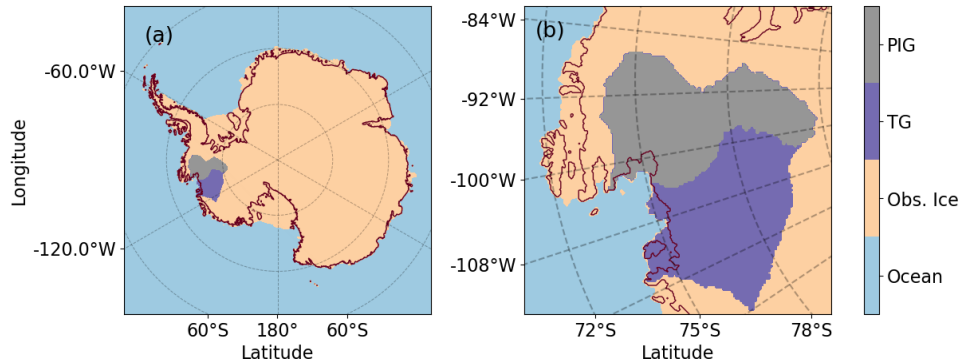 (a)
-60.0°W
-120.0°W
Longitude
60°S
180°
60°S
Latitude
(b)
-84°W
-92°W
-100°W
-108°W
72°S
75°S
78°S
Latitude
PIG
TG
Obs. Ice
Ocean